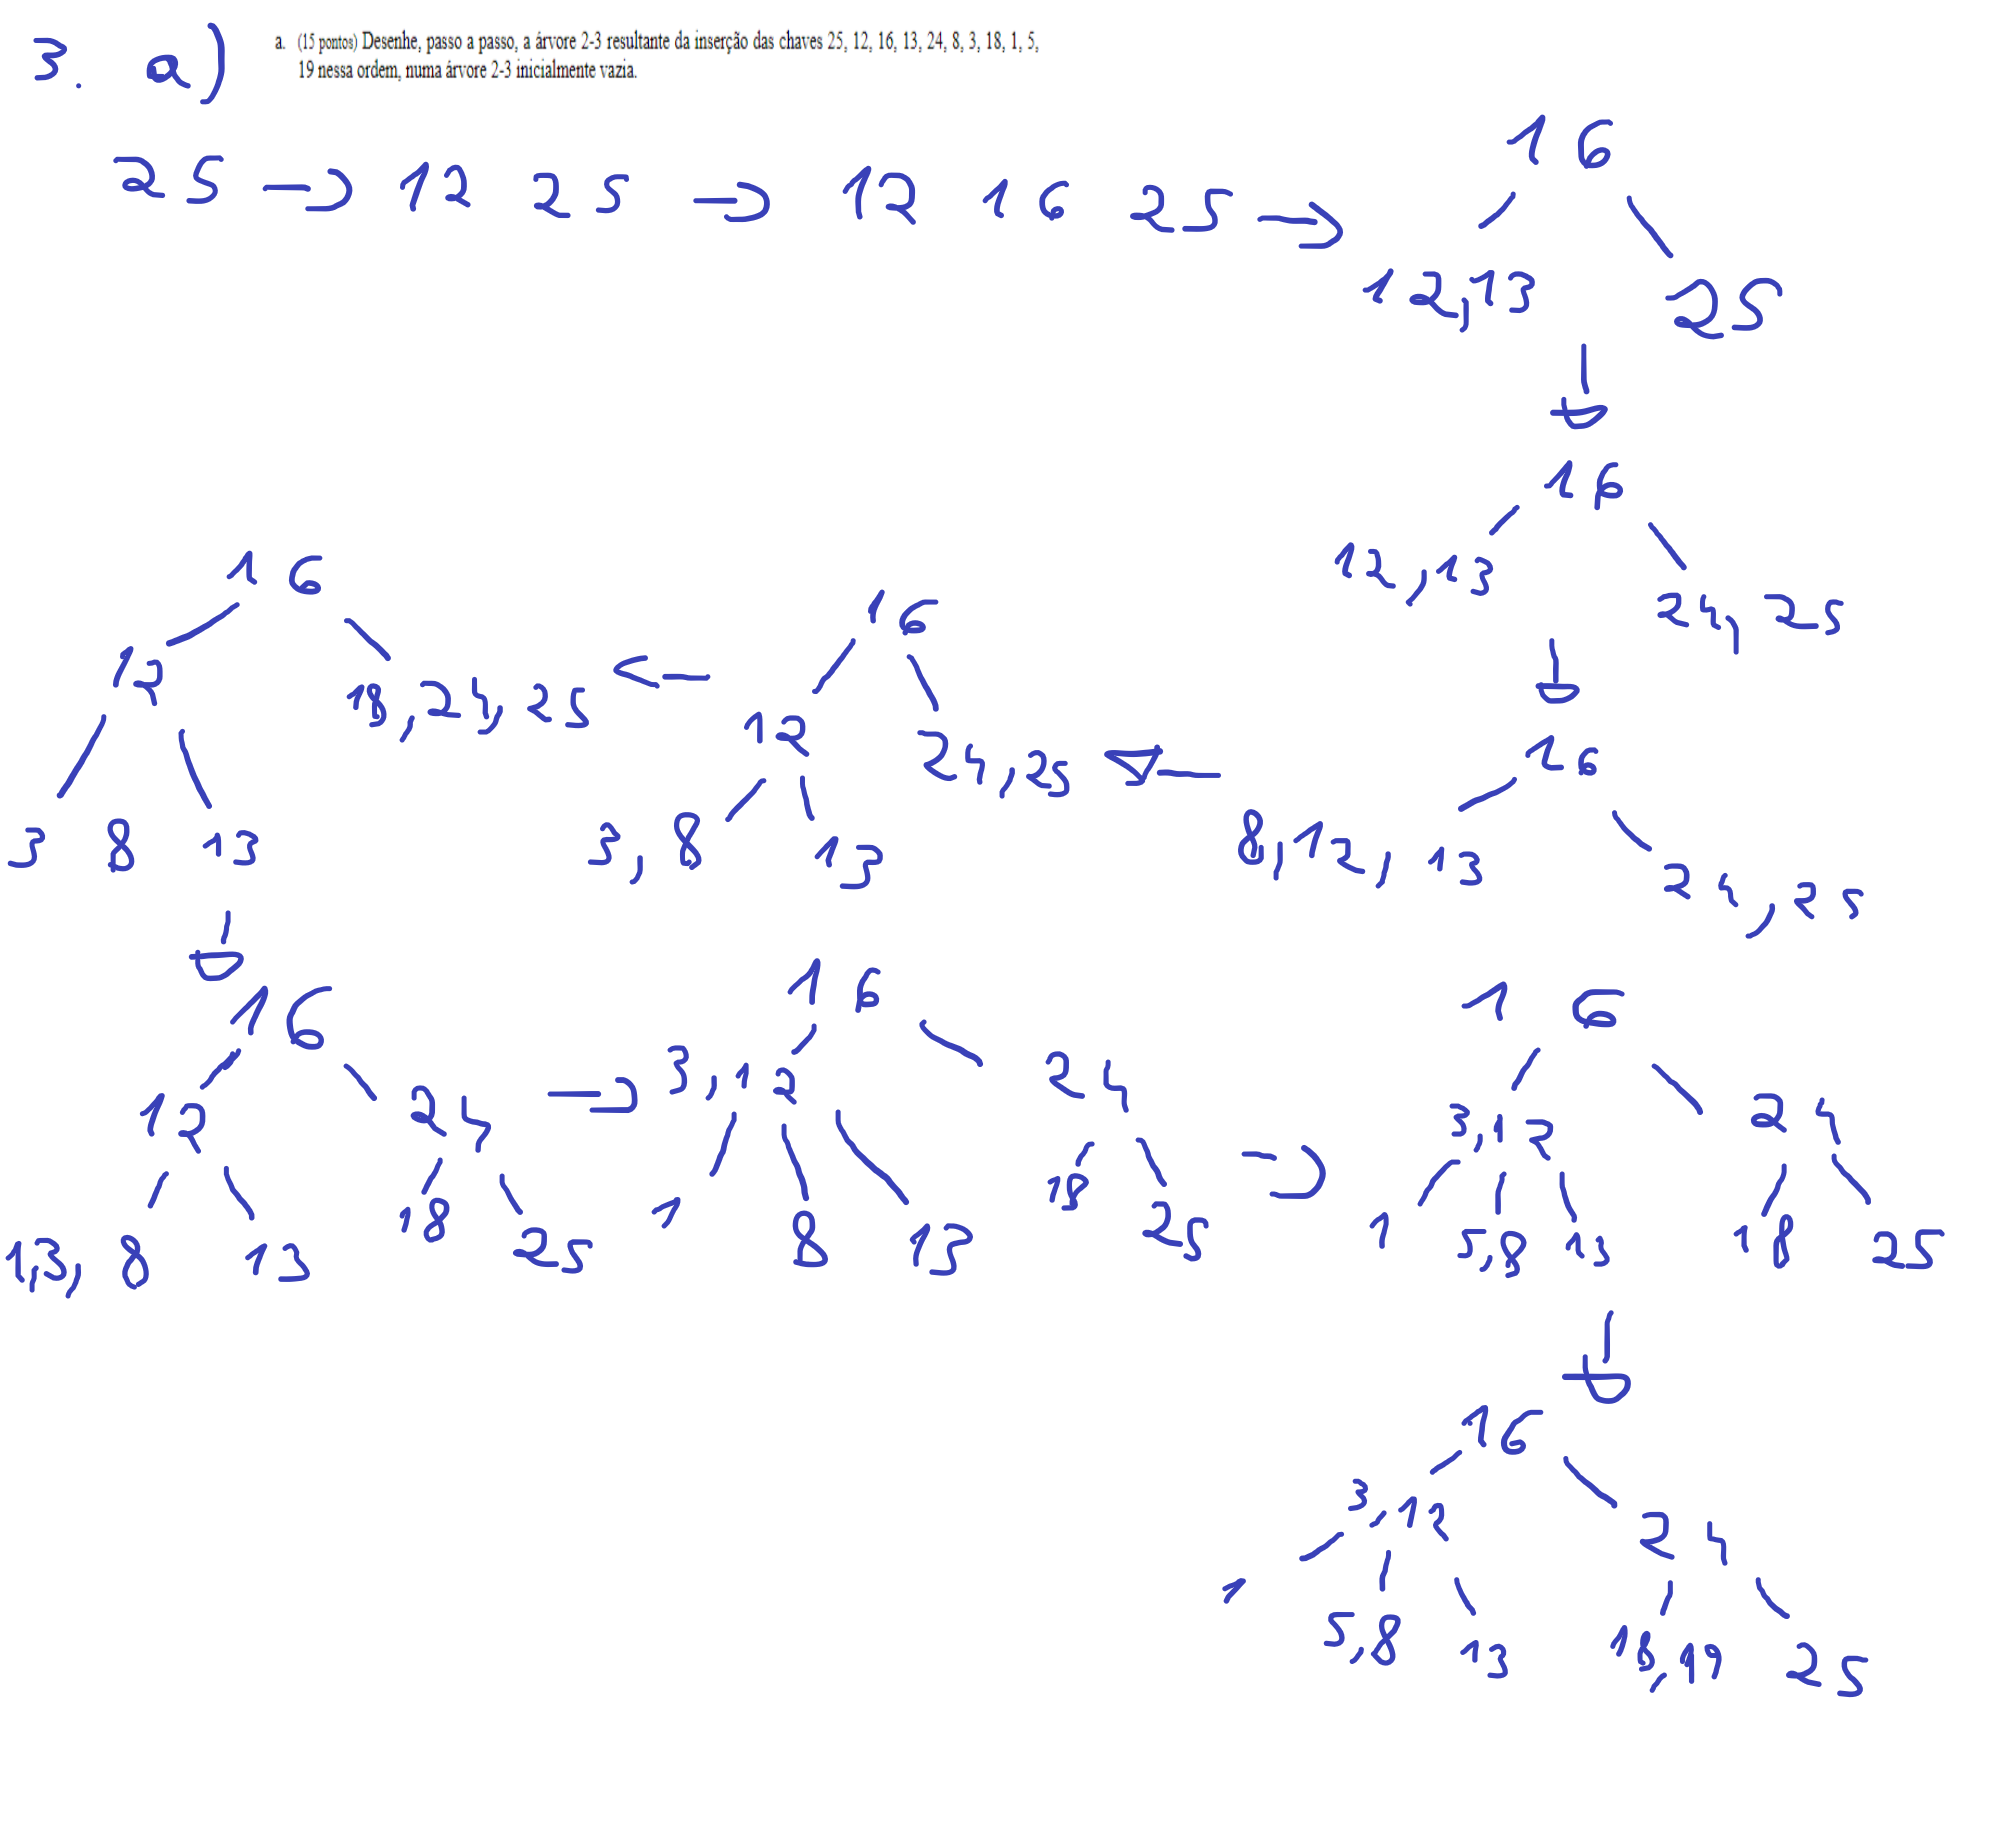 3. a)
a. (15 pontos) Desenhe, passo a passo, a árvore 2-3 resultante da inserção das chaves 25, 12, 16, 13, 24, 8, 3, 18, 1, 5,
19 nessa ordem, numa árvore 2-3 inicialmente vazia.
25 → 12 25 → 12 16 25 →
16
12,13 25
16
12,13 24, 25
16
8,12, 13 24, 25
16
12 24,25
3, 8 13
16
12 18,24, 25
3 8 13
16
12 24
13, 8 13 18 25
→
16
3,12 24
1 8 13 18 25
→
16
3,12 24
1 5,8 13 18 25
16
3,12 24
1 5,8 13 18,19 25